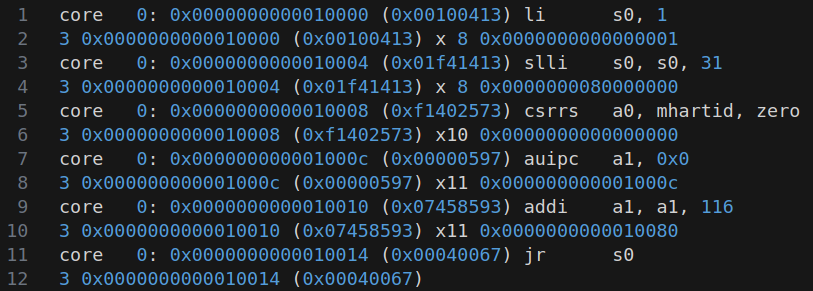 1 core   0: 0x0000000000010000 (0x00100413) li      s0, 1
2 3 0x0000000000010000 (0x00100413) x 8 0x0000000000000001
3 core   0: 0x0000000000010004 (0x01f41413) slli    s0, s0, 31
4 3 0x0000000000010004 (0x01f41413) x 8 0x0000000080000000
5 core   0: 0x0000000000010008 (0xf1402573) csrrs   a0, mhartid, zero
6 3 0x0000000000010008 (0xf1402573) x10 0x0000000000000000
7 core   0: 0x000000000001000c (0x00000597) auipc   a1, 0x0
8 3 0x000000000001000c (0x00000597) x11 0x000000000001000c
9 core   0: 0x0000000000010010 (0x07458593) addi    a1, a1, 116
10 3 0x0000000000010010 (0x07458593) x11 0x0000000000010080
11 core   0: 0x0000000000010014 (0x00040067) jr      s0
12 3 0x0000000000010014 (0x00040067)